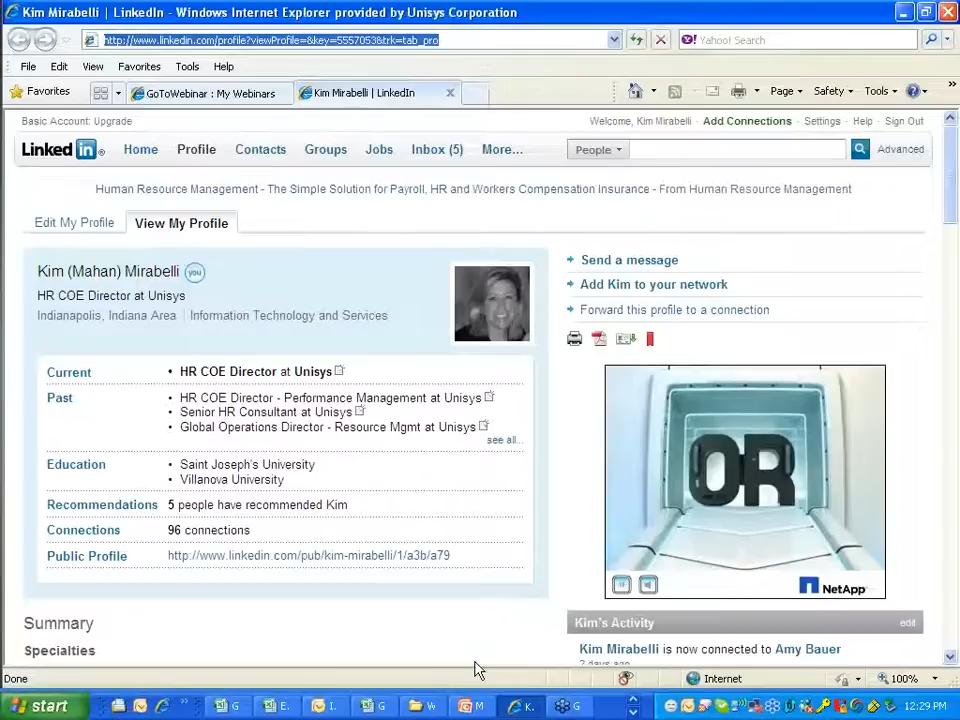 Kim Mirabelli | LinkedIn - Windows Internet Explorer provided by Unisys Corporation
http://www.linkedin.com/profile?viewProfile=&key=5557053&trk=tab_pro
Yahoo! Search
File Edit View Favorites Tools Help
Favorites
GoToWebinar : My Webinars
Kim Mirabelli | LinkedIn
Page Safety Tools
Basic Account: Upgrade
Welcome, Kim Mirabelli · Add Connections · Settings · Help · Sign Out
Linked in
Home Profile Contacts Groups Jobs Inbox (5) More...
People
Advanced
Human Resource Management - The Simple Solution for Payroll, HR and Workers Compensation Insurance - From Human Resource Management
Edit My Profile View My Profile
Kim (Mahan) Mirabelli you
HR COE Director at Unisys
Indianapolis, Indiana Area | Information Technology and Services
Current • HR COE Director at Unisys
Past • HR COE Director - Performance Management at Unisys
• Senior HR Consultant at Unisys
• Global Operations Director - Resource Mgmt at Unisys
see all...
Education • Saint Joseph's University
• Villanova University
Recommendations 5 people have recommended Kim
Connections 96 connections
Public Profile http://www.linkedin.com/pub/kim-mirabelli/1/a3b/a79
Summary
Specialties
Send a message
Add Kim to your network
Forward this profile to a connection
OR
NetApp
Kim's Activity edit
Kim Mirabelli is now connected to Amy Bauer
2 days ago
Done
Internet
100%
start
G
E.
I.
G
W
M
K.
G
12:29 PM